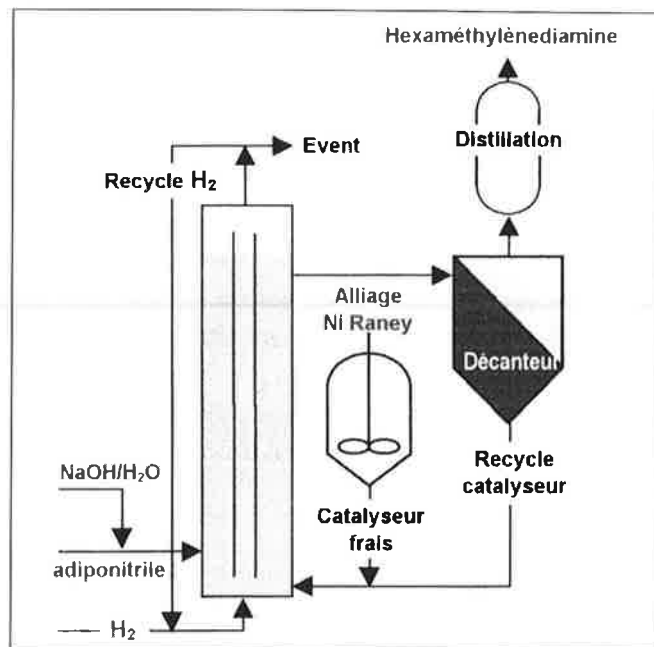 Hexaméthylènediamine
Distillation
Event
Recycle H₂
Alliage
Ni Raney
Décanteur
NaOH/H₂O
Recycle
catalyseur
Catalyseur
frais
adiponitrile
H₂